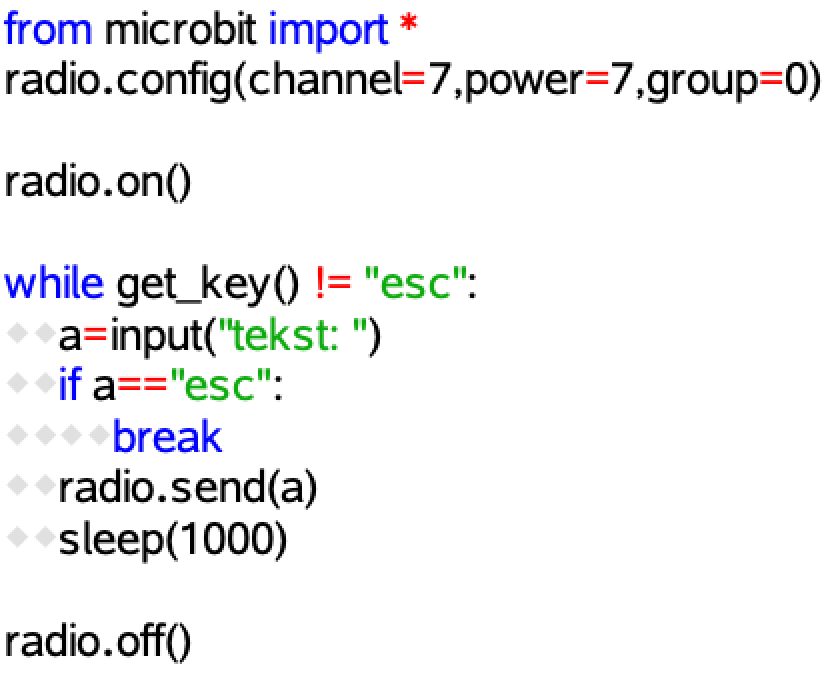 from microbit import *
radio.config(channel=7,power=7,group=0)
radio.on()
while get_key() != "esc":
◆◆a=input("tekst: ")
◆◆if a=="esc":
◆◆◆◆break
◆◆radio.send(a)
◆◆sleep(1000)
radio.off()